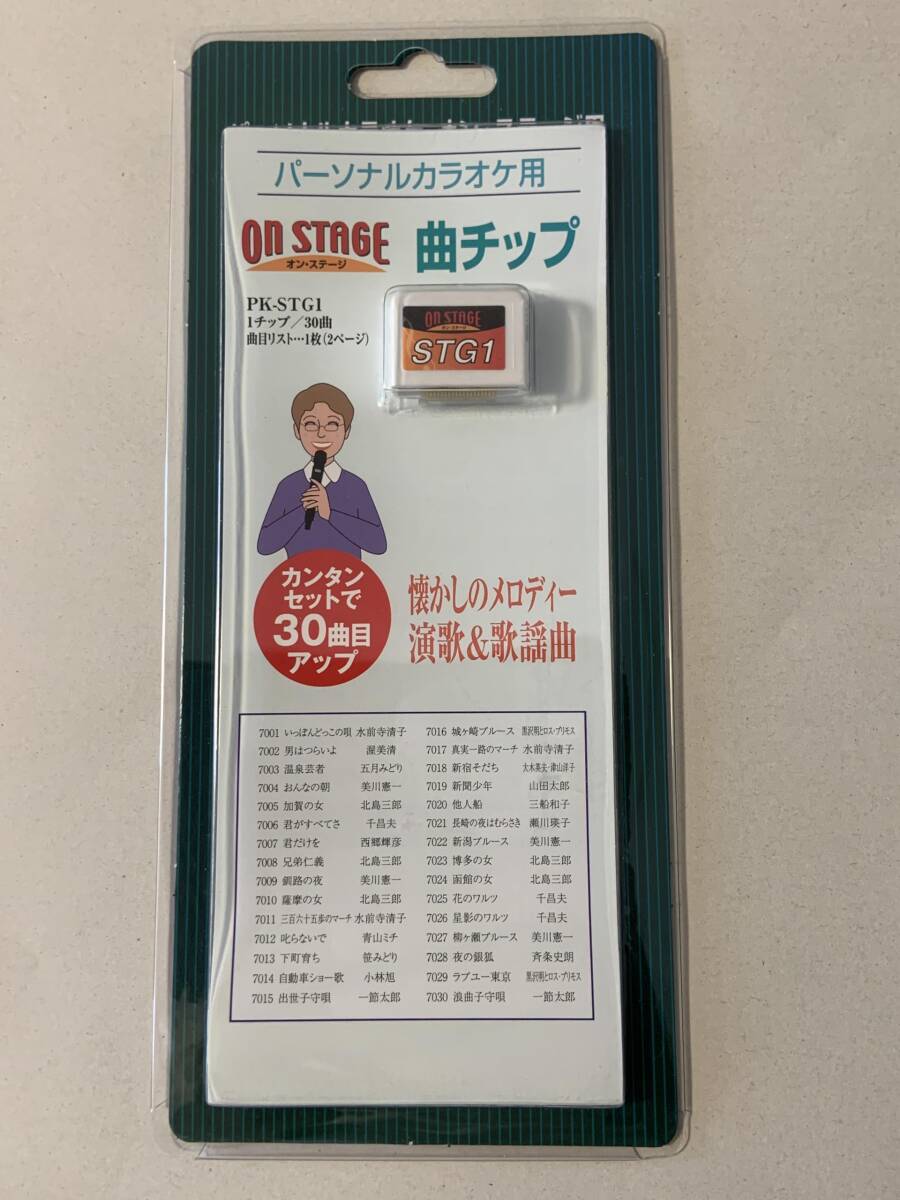 パーソナルカラオケ用
ON STAGE
オン・ステージ
曲チップ
PK-STG1
1チップ／30曲
曲目リスト…1枚（2ページ）
ON STAGE
オン・ステージ
STG1
カンタン
セットで
30曲目
アップ
懐かしのメロディー
演歌＆歌謡曲
7001 いっぽんどっこの唄 水前寺清子
7002 男はつらいよ 渥美清
7003 温泉芸者 五月みどり
7004 おんなの朝 美川憲一
7005 加賀の女 北島三郎
7006 君がすべてさ 千昌夫
7007 君だけを 西郷輝彦
7008 兄弟仁義 北島三郎
7009 釧路の夜 美川憲一
7010 薩摩の女 北島三郎
7011 三百六十五歩のマーチ 水前寺清子
7012 叱らないで 青山ミチ
7013 下町育ち 笹みどり
7014 自動車ショー歌 小林旭
7015 出世子守唄 一節太郎
7016 城ヶ崎ブルース 黒沢明とロス・プリモス
7017 真実一路のマーチ 水前寺清子
7018 新宿そだち 大木英夫・津山洋子
7019 新聞少年 山田太郎
7020 他人船 三船和子
7021 長崎の夜はむらさき 瀬川瑛子
7022 新潟ブルース 美川憲一
7023 博多の女 北島三郎
7024 函館の女 北島三郎
7025 花のワルツ 千昌夫
7026 星影のワルツ 千昌夫
7027 柳ヶ瀬ブルース 美川憲一
7028 夜の銀狐 斉条史朗
7029 ラブユー東京 黒沢明とロス・プリモス
7030 浪曲子守唄 一節太郎